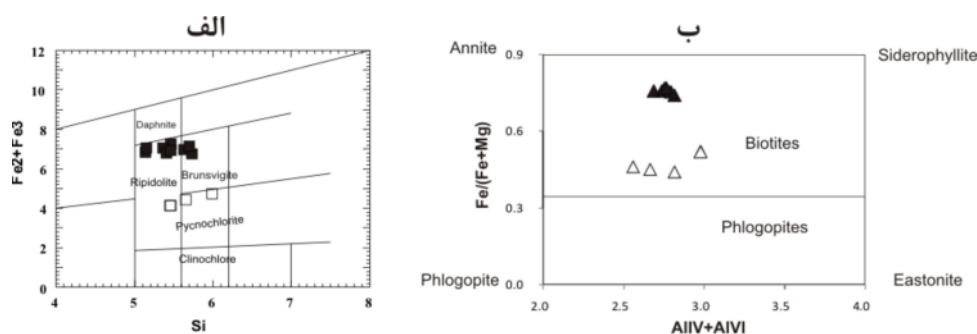 الف
12
10
8
6
4
2
0
Fe2+Fe3
Daphnite
Ripidolite
Brunsvigite
Pycnochlorite
Clinochlore
4
5
6
7
8
Si
ب
Annite
Siderophyllite
0.9
0.6
0.3
0.0
Fe/(Fe+Mg)
Biotites
Phlogopites
Phlogopite
Eastonite
2.0
2.5
3.0
4.0
AlIV+AlVI